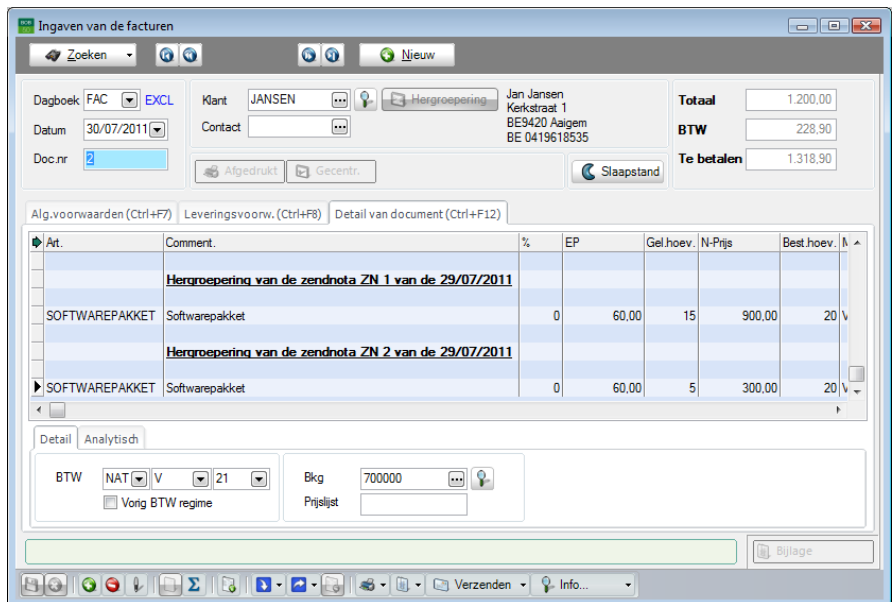 Ingaven van de facturen
Zoeken
Nieuw
Dagboek FAC EXCL
Datum 30/07/2011
Doc.nr 2
Klant JANSEN
Contact
Hergroepering
Jan Jansen
Kerkstraat 1
BE9420 Aaigem
BE 0419618535
Afgedrukt Gecentr.
Slaapstand
Totaal 1.200,00
BTW 228,90
Te betalen 1.318,90
Alg.voorwaarden (Ctrl+F7) Leveringsvoorw. (Ctrl+F8) Detail van document (Ctrl+F12)
Art. Comment. % EP Gel.hoev. N-Prijs Best.hoev.
Hergroepering van de zendnota ZN 1 van de 29/07/2011
SOFTWAREPAKKET Softwarepakket 0 60,00 15 900,00 20
Hergroepering van de zendnota ZN 2 van de 29/07/2011
SOFTWAREPAKKET Softwarepakket 0 60,00 5 300,00 20
Detail Analytisch
BTW NAT V 21
Vorig BTW regime
Bkg 700000
Prijslijst
Bijlage
Σ Verzenden Info...